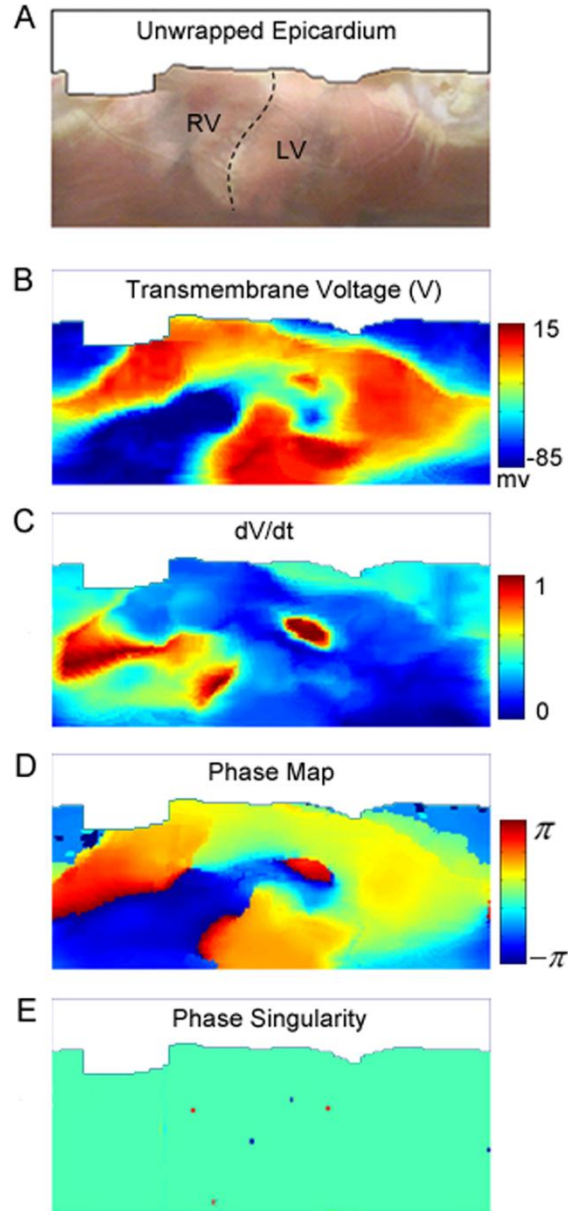 A
Unwrapped Epicardium
RV
LV
B
Transmembrane Voltage (V)
15
-85
mv
C
dV/dt
1
0
D
Phase Map
π
-π
E
Phase Singularity